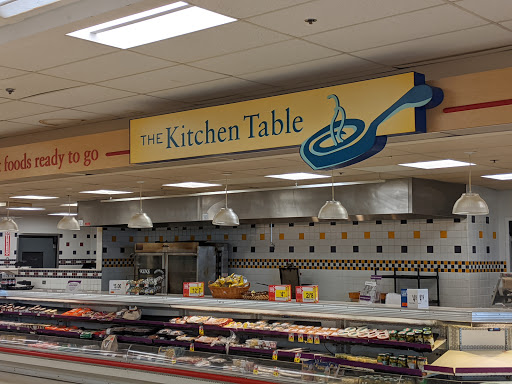 THE Kitchen Table
foods ready to go